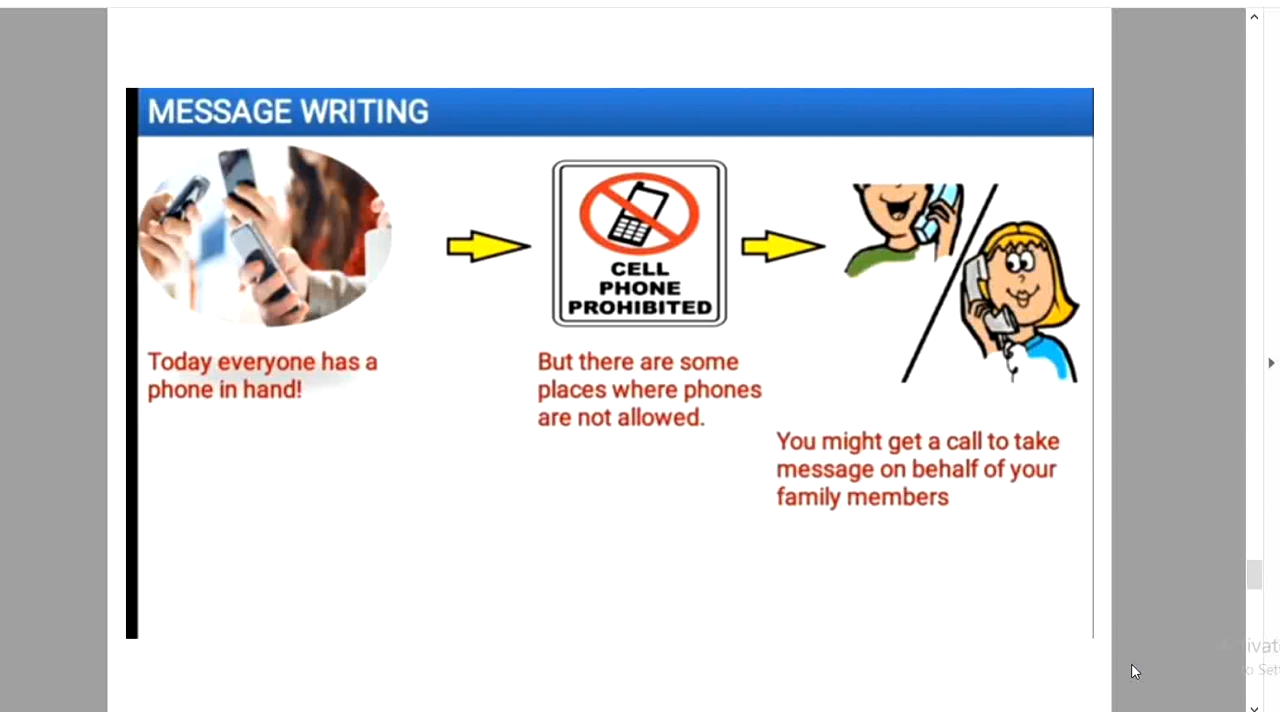 MESSAGE WRITING
CELL
PHONE
PROHIBITED
Today everyone has a
phone in hand!
But there are some
places where phones
are not allowed.
You might get a call to take
message on behalf of your
family members